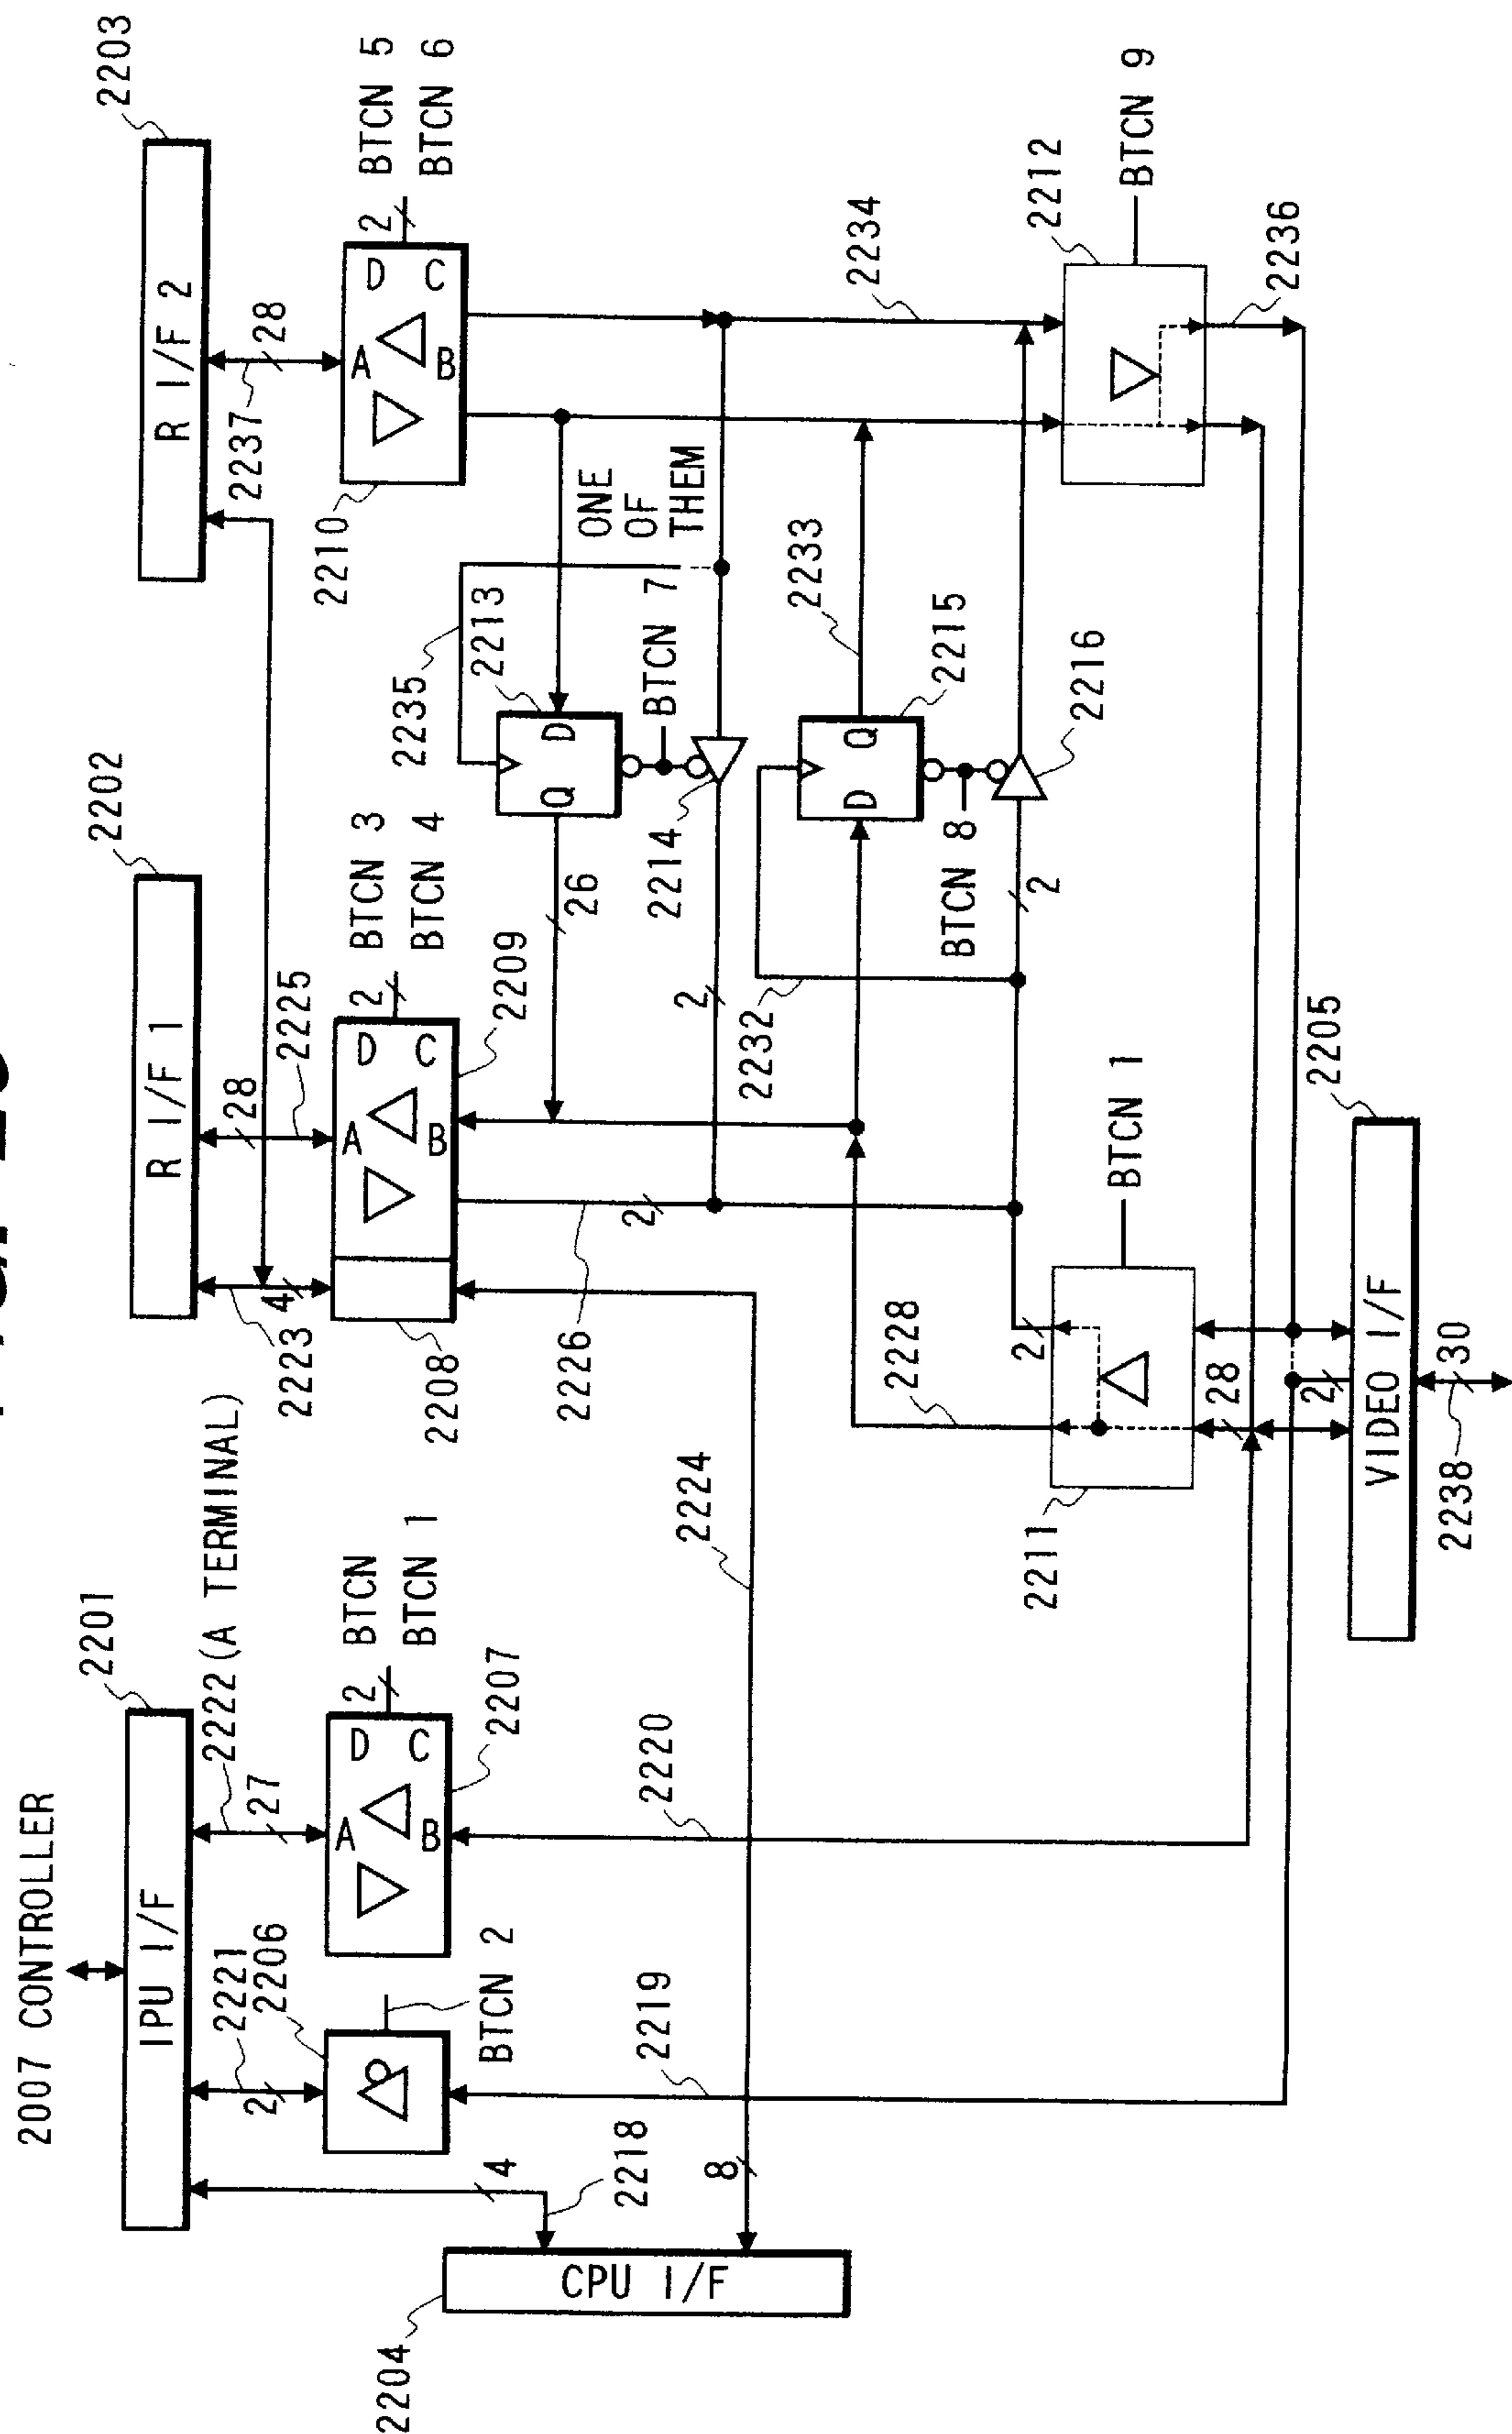 2007 CONTROLLER
2201
IPU I/F
2202
R I/F 1
2203
R I/F 2
2221
2206
2
2222 (A TERMINAL)
27
2223
4
28
2225
2237
28
BTCN 2
A
B
D
C
2
BTCN
BTCN 1
2207
2208
A
B
D
C
2
BTCN 3
BTCN 4
2209
2210
A
B
D
C
2
BTCN 5
BTCN 6
4
2218
2204
CPU I/F
8
2219
2220
2224
2226
2
26
2
2235
2213
Q
D
BTCN 7
2214
ONE
OF
THEM
2228
2232
D
Q
BTCN 8
2
2233
2215
2216
2234
2211
2
BTCN 1
28
2
2212
BTCN 9
2236
2205
VIDEO I/F
2238
30